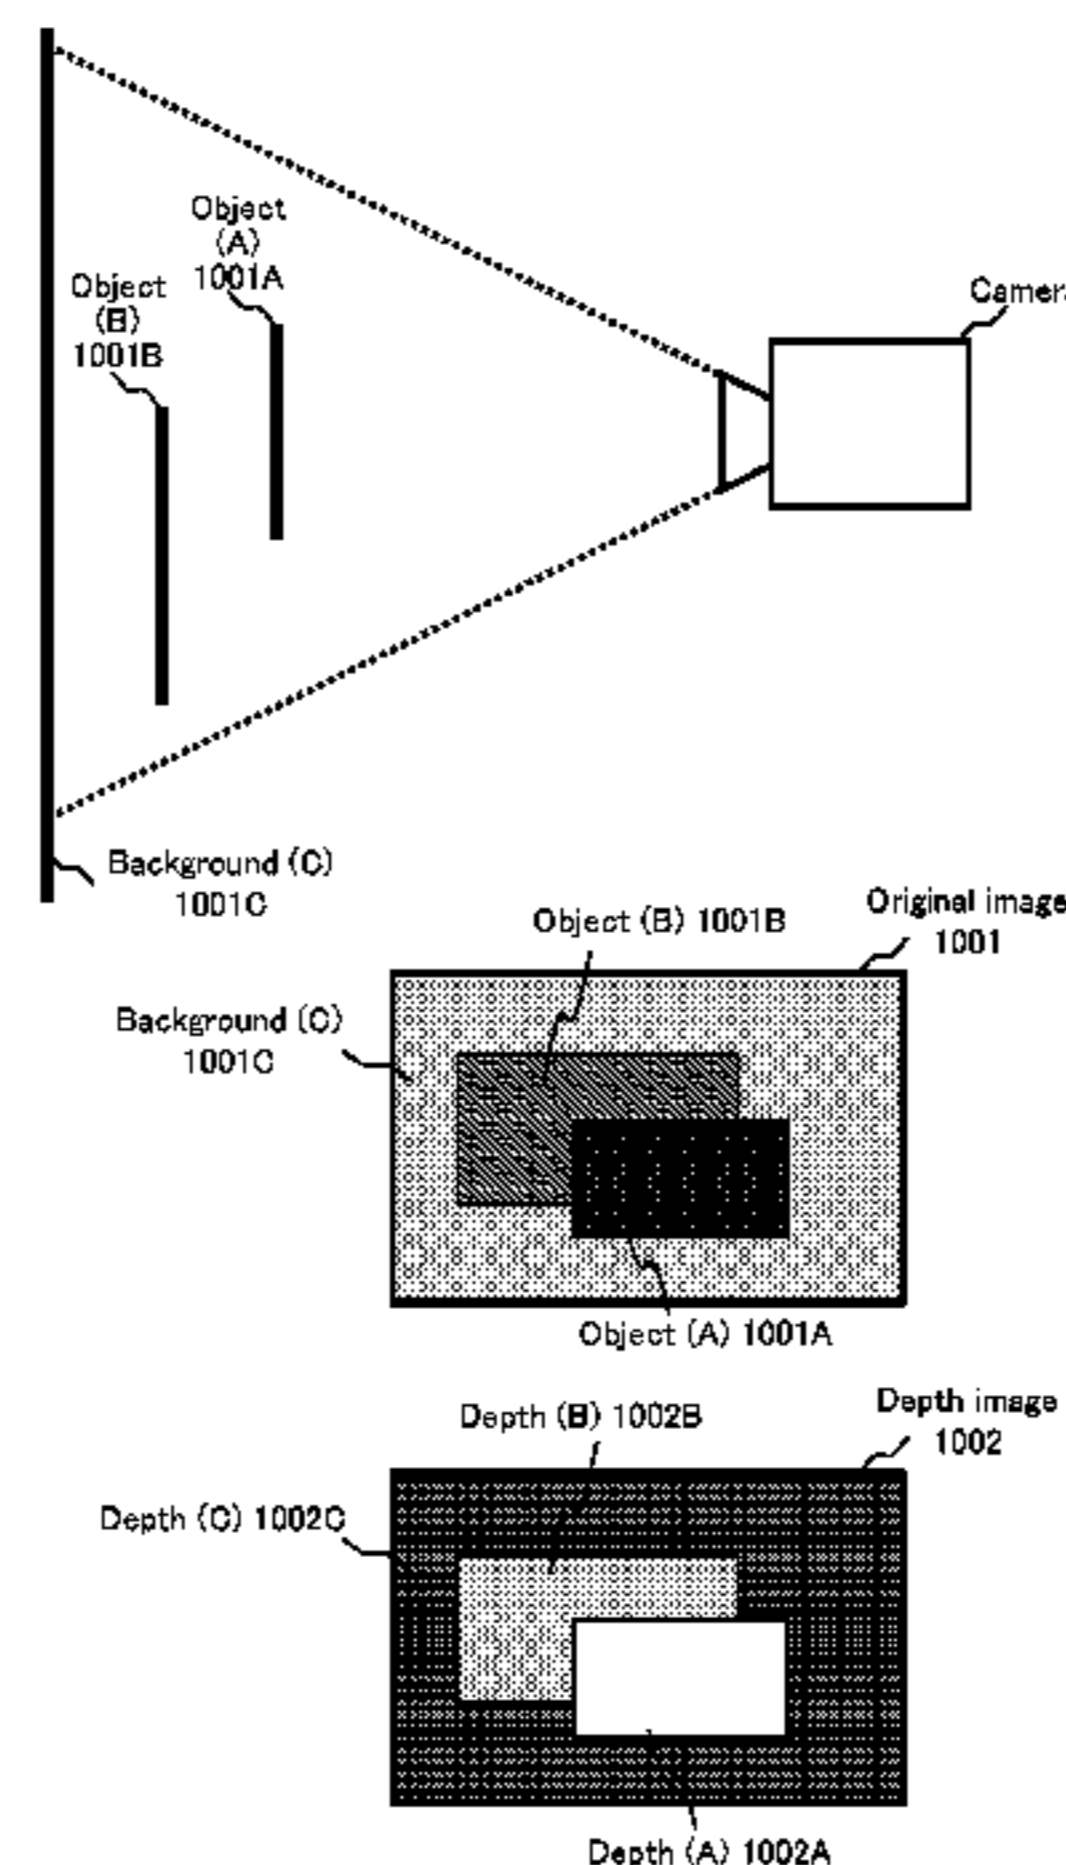 Object
(A)
1001A
Object
(B)
1001B
Camera
Background (C)
1001C
Object (B) 1001B
Original image
1001
Background (C)
1001C
Object (A) 1001A
Depth (B) 1002B
Depth image
1002
Depth (C) 1002C
Depth (A) 1002A